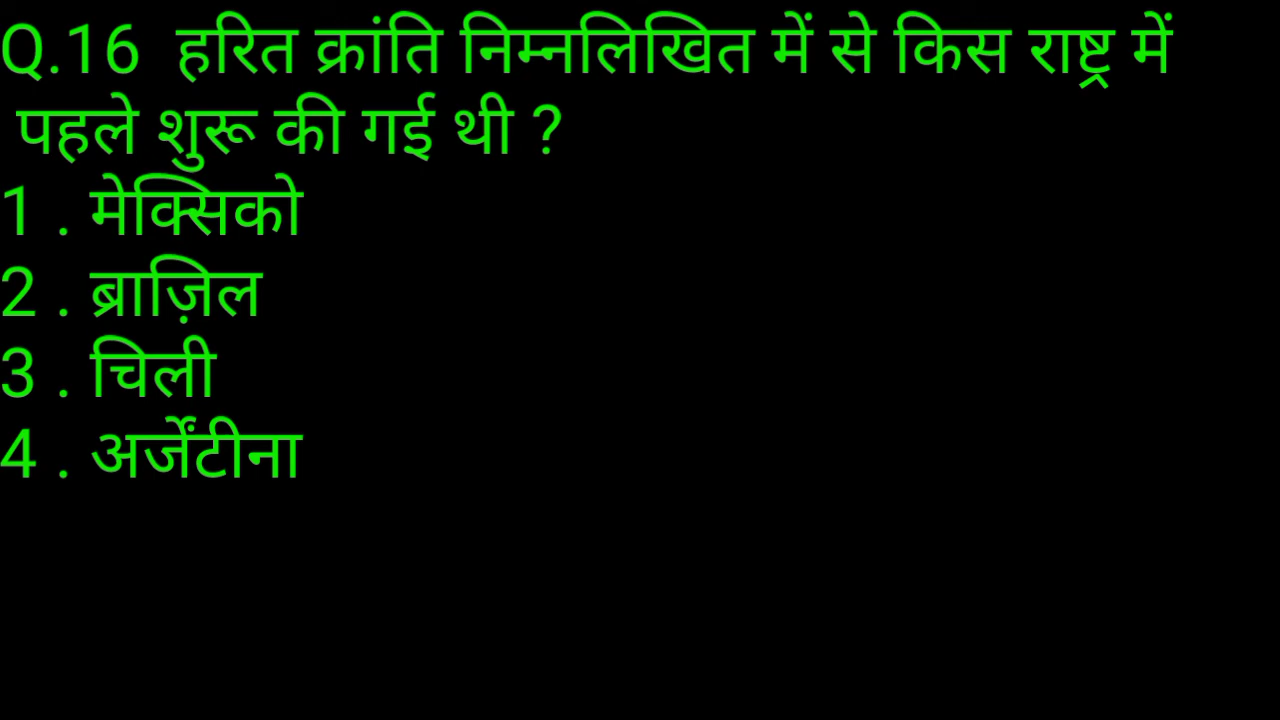 Q.16 हरित क्रांति निम्नलिखित में से किस राष्ट्र में
पहले शुरू की गई थी ?
1 . मेक्सिको
2 . ब्राज़िल
3 . चिली
4 . अर्जेंटीना